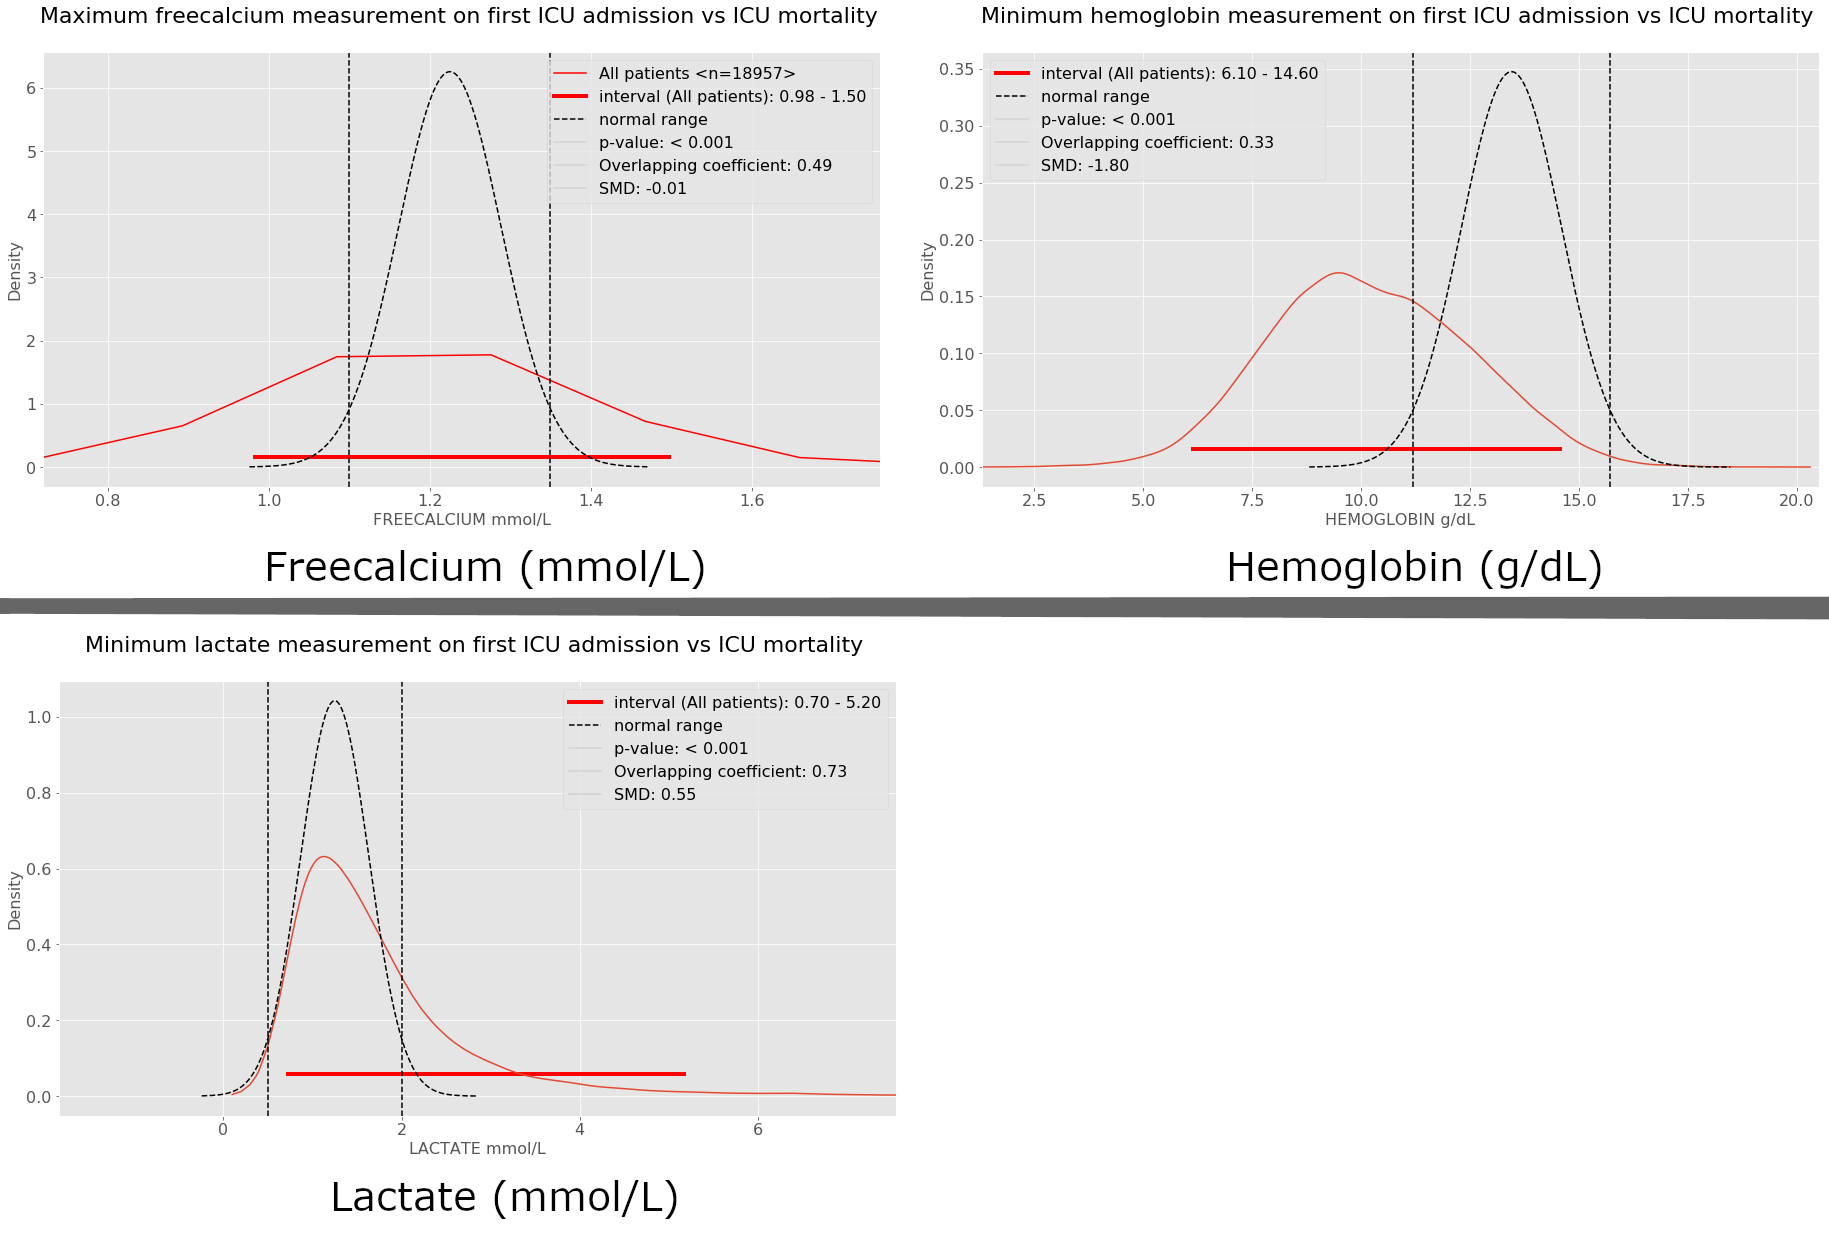 Maximum freecalcium measurement on first ICU admission vs ICU mortality
Density
6
5
4
3
2
1
0
All patients <n=18957>
interval (All patients): 0.98 - 1.50
normal range
p-value: < 0.001
Overlapping coefficient: 0.49
SMD: -0.01
0.8 1.0 1.2 1.4 1.6
FREECALCIUM mmol/L
Freecalcium (mmol/L)
Minimum hemoglobin measurement on first ICU admission vs ICU mortality
Density
0.35
0.30
0.25
0.20
0.15
0.10
0.05
0.00
interval (All patients): 6.10 - 14.60
normal range
p-value: < 0.001
Overlapping coefficient: 0.33
SMD: -1.80
2.5 5.0 7.5 10.0 12.5 15.0 17.5 20.0
HEMOGLOBIN g/dL
Hemoglobin (g/dL)
Minimum lactate measurement on first ICU admission vs ICU mortality
Density
1.0
0.8
0.6
0.4
0.2
0.0
interval (All patients): 0.70 - 5.20
normal range
p-value: < 0.001
Overlapping coefficient: 0.73
SMD: 0.55
0 2 4 6
LACTATE mmol/L
Lactate (mmol/L)